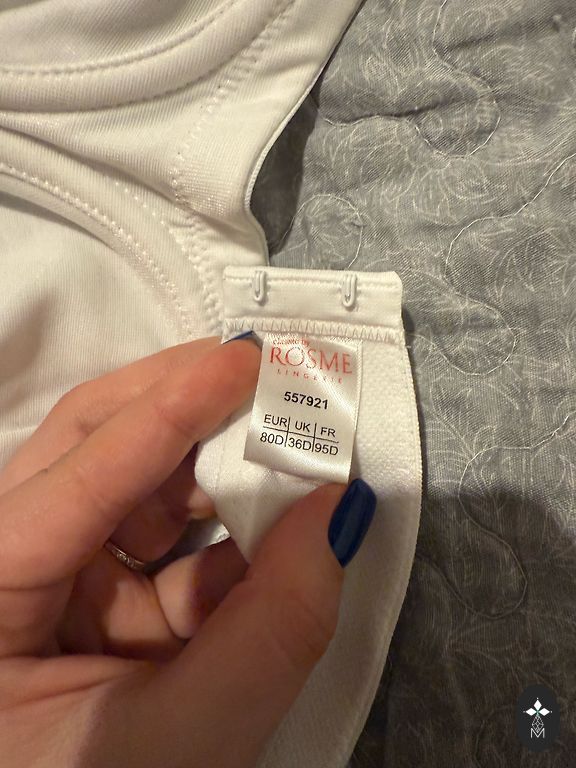 ROSME
LINGERIE
557921
EUR UK FR
80D 36D 95D
M